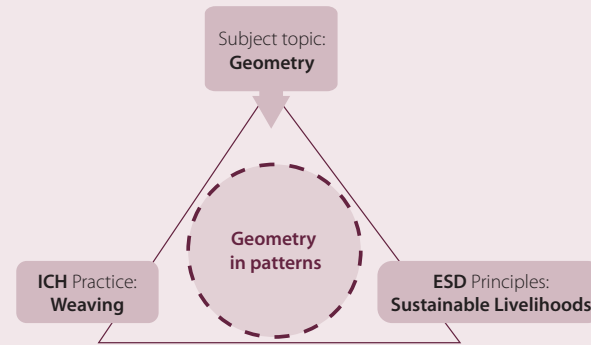 Subject topic:
Geometry
Geometry
in patterns
ICH Practice:
Weaving
ESD Principles:
Sustainable Livelihoods